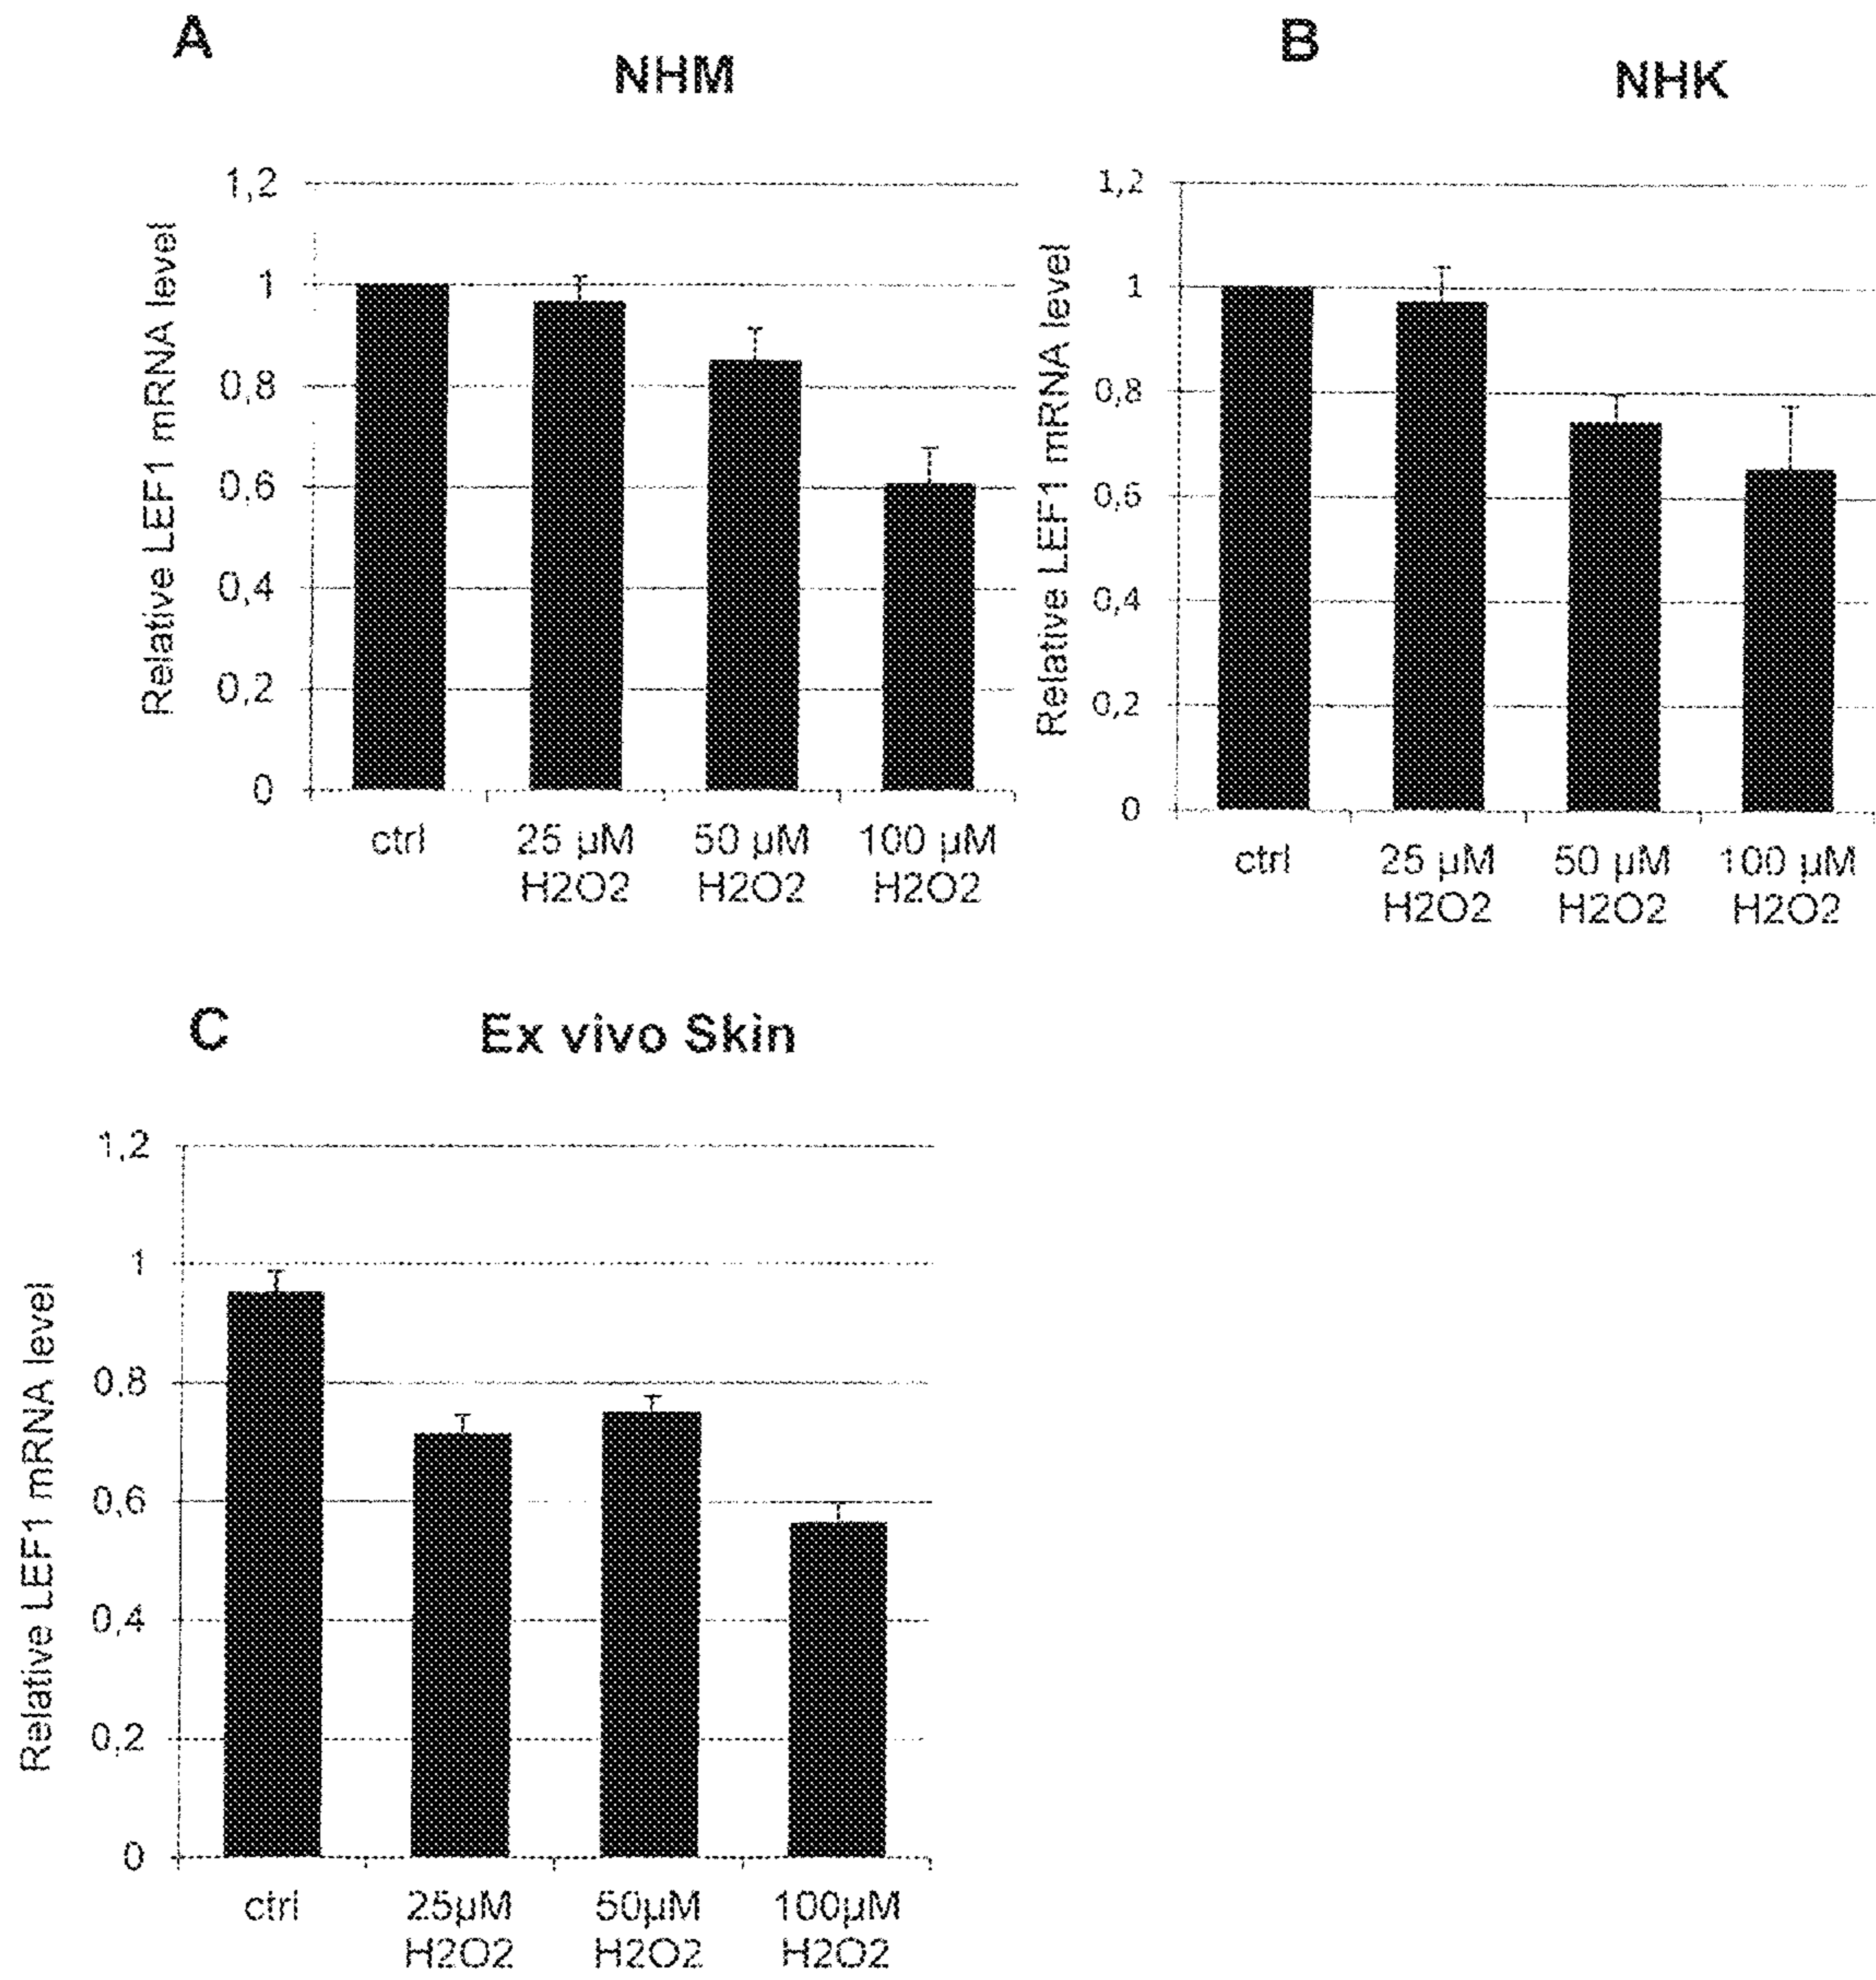 A
NHM
Relative LEF1 mRNA level
1,2
1
0,8
0,6
0,4
0,2
0
ctrl
25 µM
H2O2
50 µM
H2O2
100 µM
H2O2
B
NHK
Relative LEF1 mRNA level
1,2
1
0,8
0,6
0,4
0,2
0
ctrl
25 µM
H2O2
50 µM
H2O2
100 µM
H2O2
C
Ex vivo Skin
Relative LEF1 mRNA level
1,2
1
0,8
0,6
0,4
0,2
0
ctrl
25µM
H2O2
50µM
H2O2
100µM
H2O2